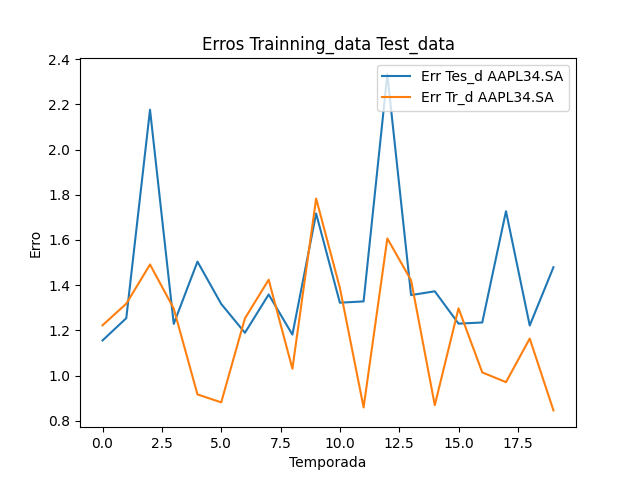 Erros Trainning_data Test_data
Err Tes_d AAPL34.SA
Err Tr_d AAPL34.SA
Erro
2.4
2.2
2.0
1.8
1.6
1.4
1.2
1.0
0.8
0.0 2.5 5.0 7.5 10.0 12.5 15.0 17.5
Temporada